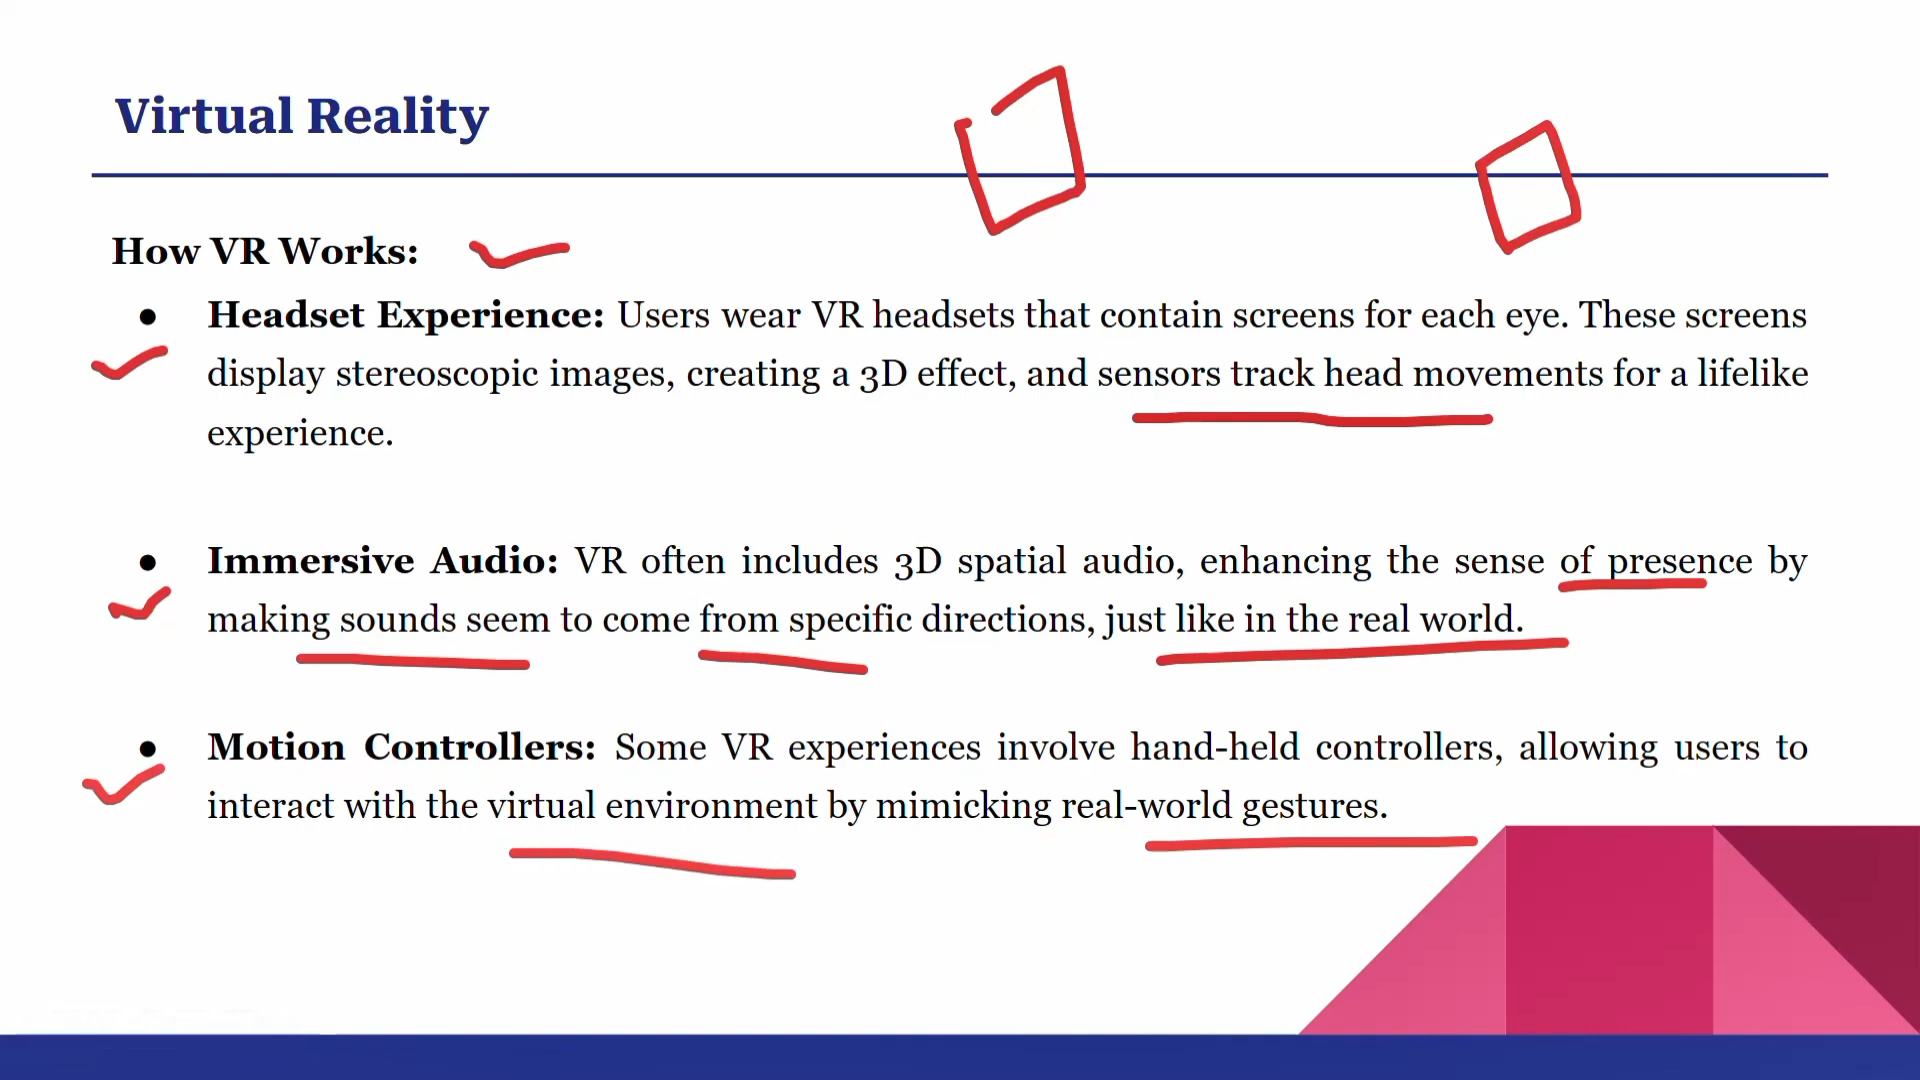 Virtual Reality
How VR Works:
● Headset Experience: Users wear VR headsets that contain screens for each eye. These screens
display stereoscopic images, creating a 3D effect, and sensors track head movements for a lifelike
experience.
● Immersive Audio: VR often includes 3D spatial audio, enhancing the sense of presence by
making sounds seem to come from specific directions, just like in the real world.
● Motion Controllers: Some VR experiences involve hand-held controllers, allowing users to
interact with the virtual environment by mimicking real-world gestures.